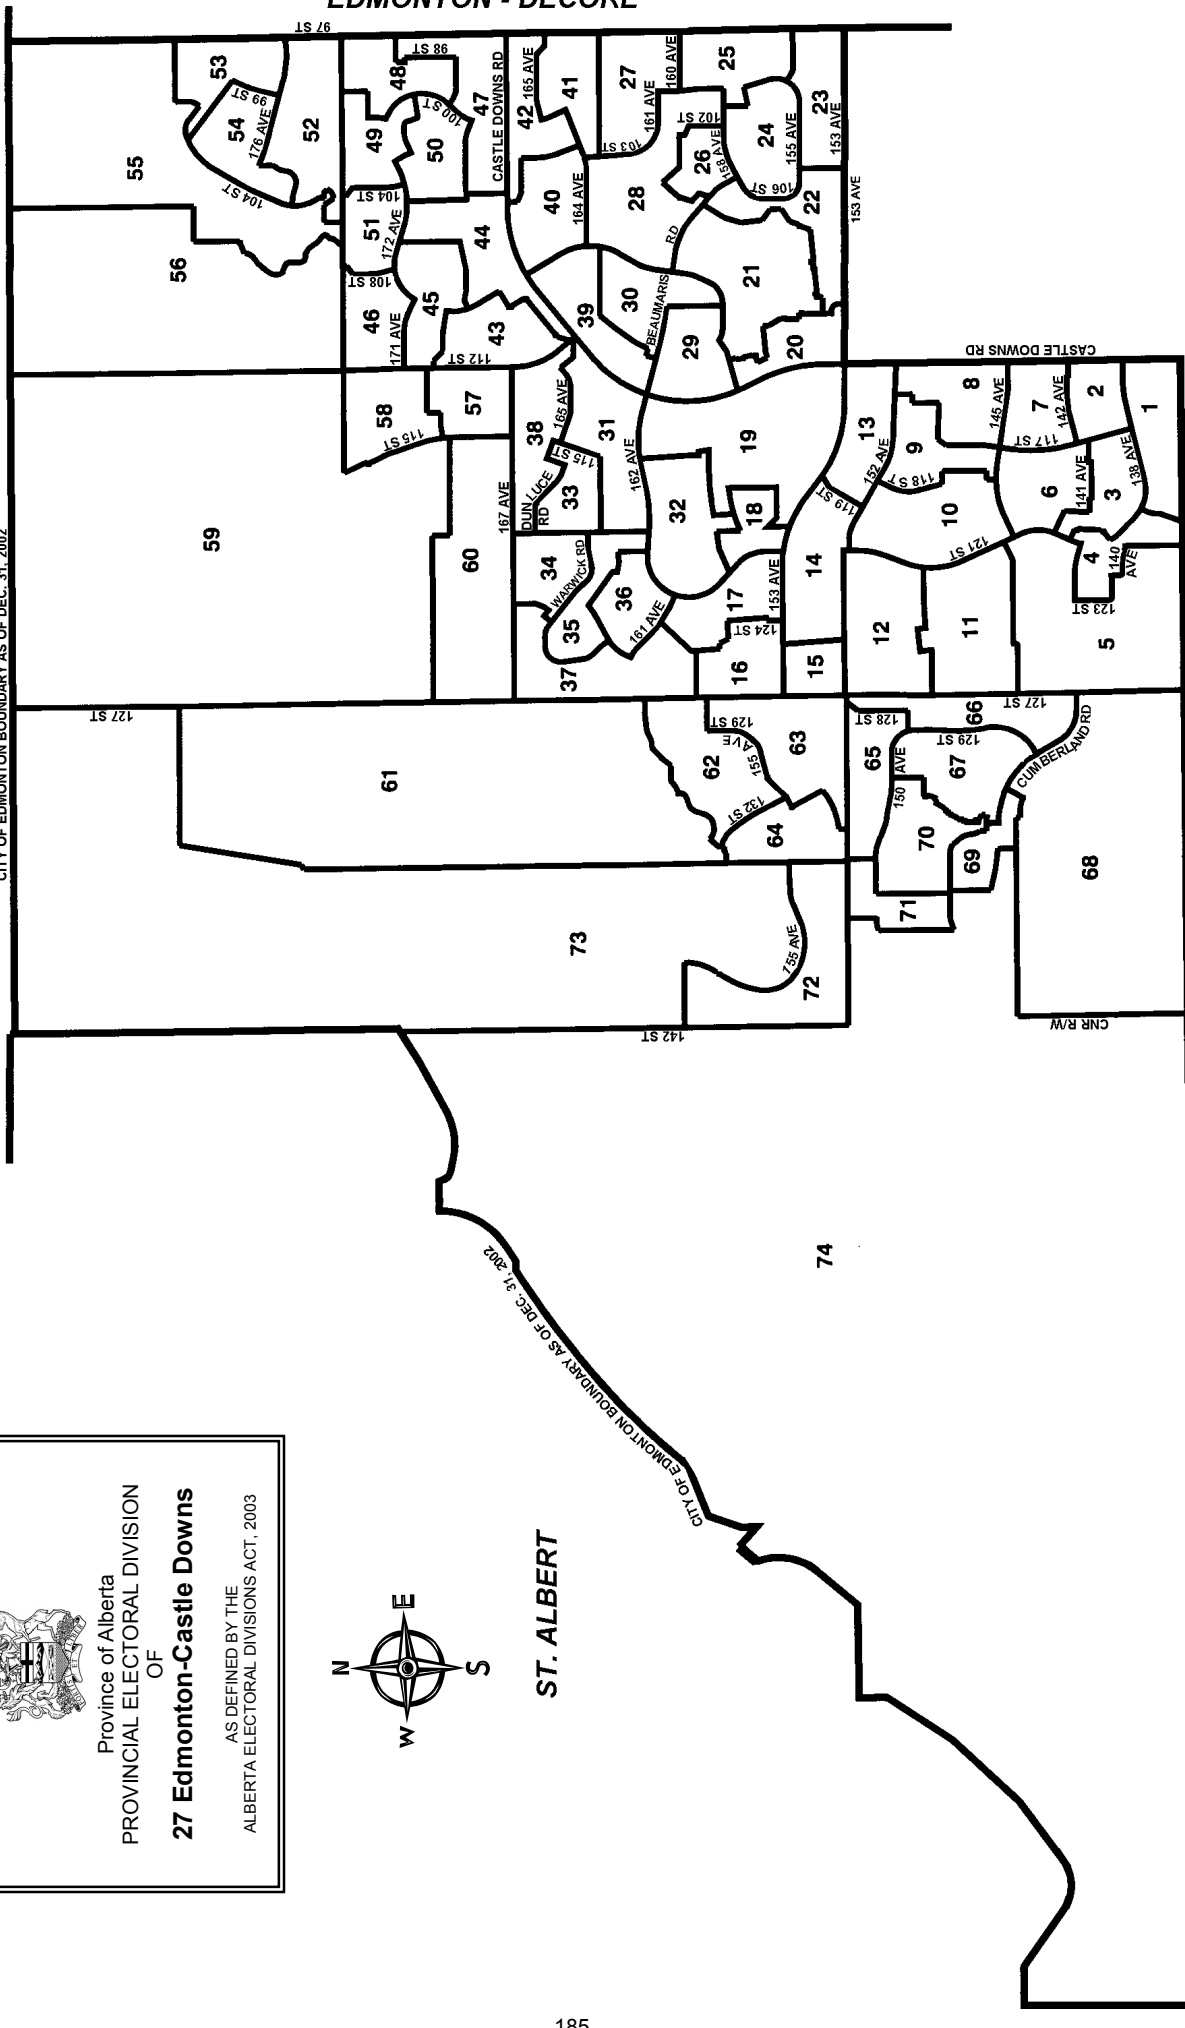 EDMONTON - DECORE
CITY OF EDMONTON BOUNDARY AS OF DEC. 31, 2002
Province of Alberta
PROVINCIAL ELECTORAL DIVISION
OF
27 Edmonton-Castle Downs
AS DEFINED BY THE
ALBERTA ELECTORAL DIVISIONS ACT, 2003
N
E
S
W
ST. ALBERT
CITY OF EDMONTON BOUNDARY AS OF DEC. 31, 2002
74
142 ST
CNR R/W
73
72
155 AVE
61
127 ST
62
63
64
129 ST
155 AVE
132 ST
65
66
67
68
69
70
71
128 ST
129 ST
127 ST
150 AVE
CUMBERLAND RD
59
60
167 AVE
58
57
115 ST
55
56
53
54
52
97 ST
99 ST
176 AVE
104 ST
48
49
50
47
98 ST
100 ST
CASTLE DOWNS RD
51
104 ST
172 AVE
108 ST
46
171 AVE
45
44
43
112 ST
42
165 AVE
41
40
164 AVE
27
161 AVE
160 AVE
103 ST
28
25
26
102 ST
158 AVE
24
155 AVE
106 ST
23
153 AVE
22
153 AVE
21
20
39
30
29
BEAUMARIS RD
38
165 AVE
31
115 ST
DUNLUCE RD
33
162 AVE
19
32
18
34
WARWICK RD
35
36
161 AVE
37
17
153 AVE
124 ST
16
15
14
119 ST
13
152 AVE
CASTLE DOWNS RD
8
9
118 ST
145 AVE
7
142 AVE
117 ST
2
1
138 AVE
3
141 AVE
6
10
121 ST
4
140 AVE
123 ST
5
11
12
185